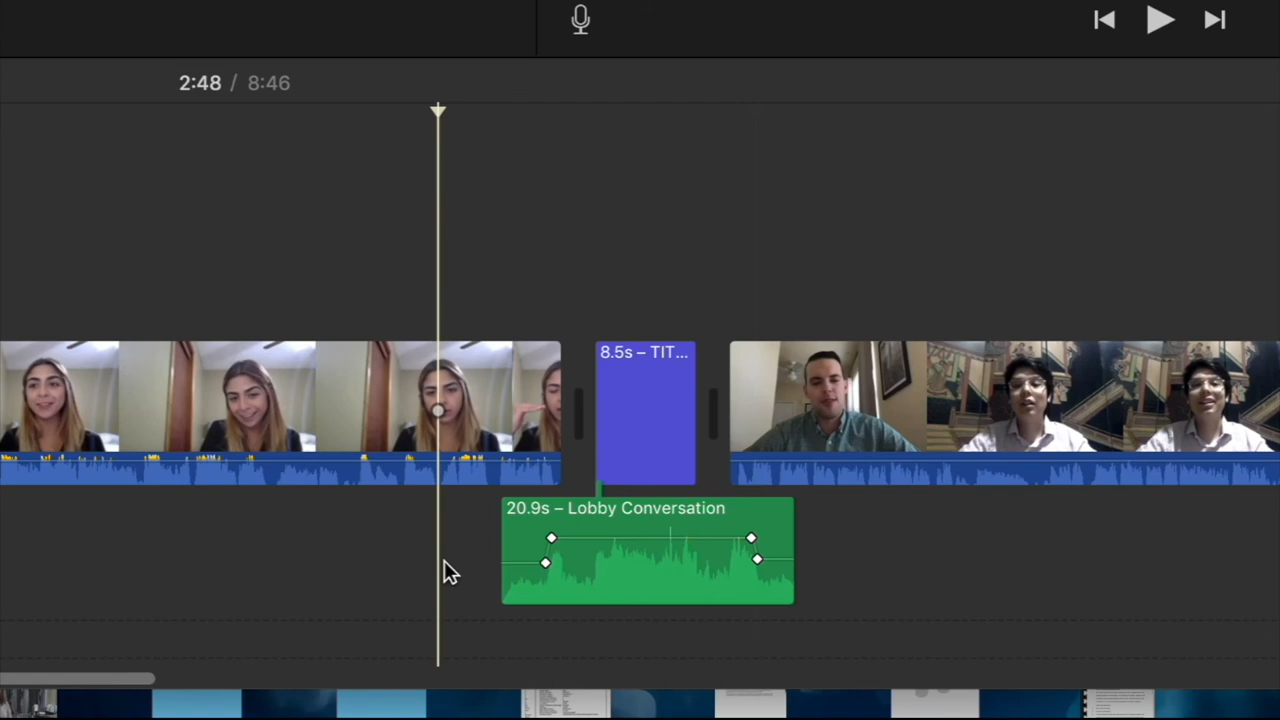 2:48 / 8:46
8.5s – TIT...
20.9s – Lobby Conversation